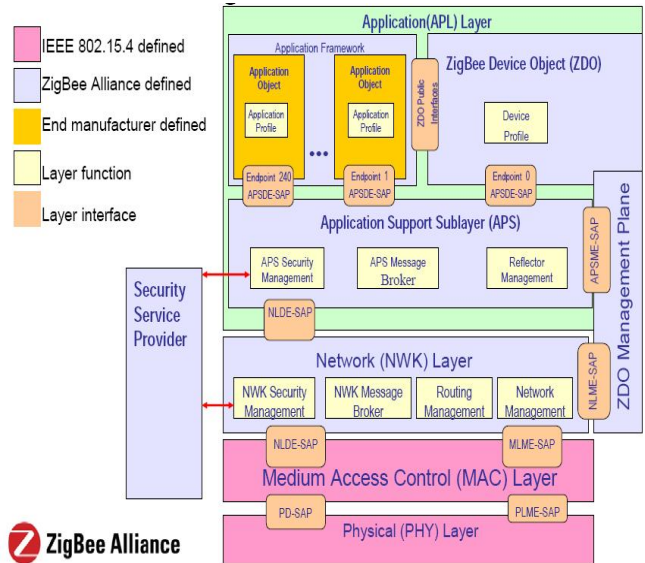 Application(APL) Layer
IEEE 802.15.4 defined
ZigBee Alliance defined
End manufacturer defined
Layer function
Layer interface
Application Framework
Application
Object
Application
Profile
Application
Object
Application
Profile
ZDO Public
Interfaces
ZigBee Device Object (ZDO)
Device
Profile
Endpoint 240
APSDE-SAP
Endpoint 1
APSDE-SAP
Endpoint 0
APSDE-SAP
Application Support Sublayer (APS)
APS Security
Management
APS Message
Broker
Reflector
Management
APSME-SAP
ZDO Management Plane
Security
Service
Provider
NLDE-SAP
Network (NWK) Layer
NWK Security
Management
NWK Message
Broker
Routing
Management
Network
Management
NLME-SAP
NLDE-SAP
MLME-SAP
Medium Access Control (MAC) Layer
PD-SAP
PLME-SAP
Physical (PHY) Layer
ZigBee Alliance